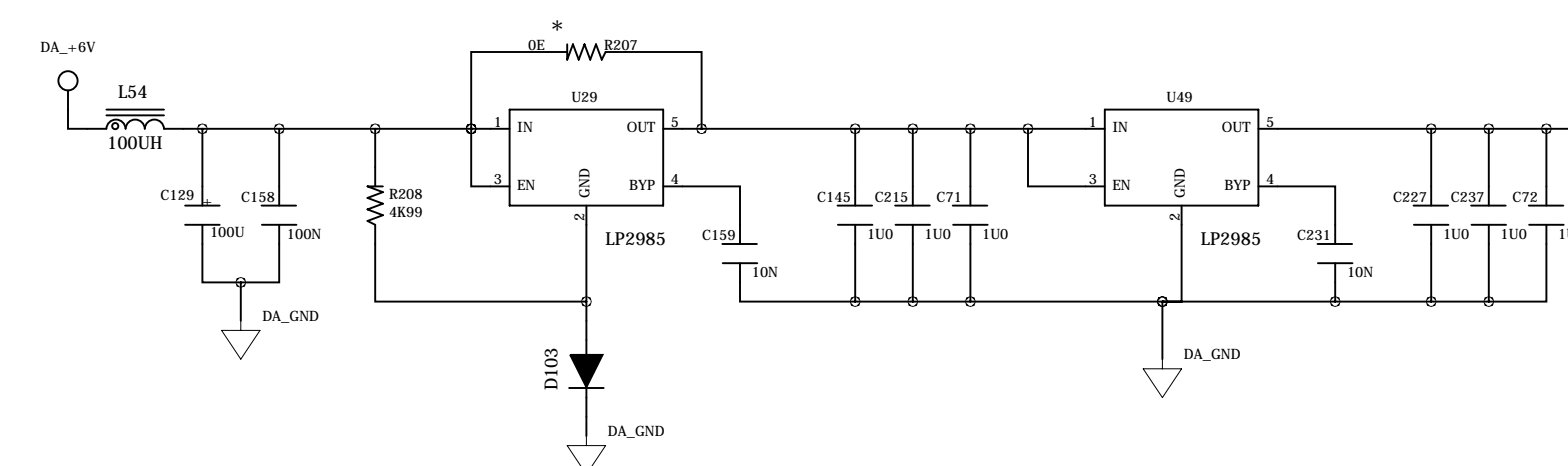 *
DA_+6V
0E
R207
L54
100UH
U29
U49
1
IN
OUT
5
1
IN
OUT
5
3
EN
GND
BYP
4
3
EN
GND
BYP
4
2
2
C129
+
100U
C158
100N
R208
4K99
LP2985
C159
10N
C145
1U0
C215
1U0
C71
1U0
LP2985
C231
10N
C227
1U0
C237
1U0
C72
DA_GND
D103
DA_GND
DA_GND